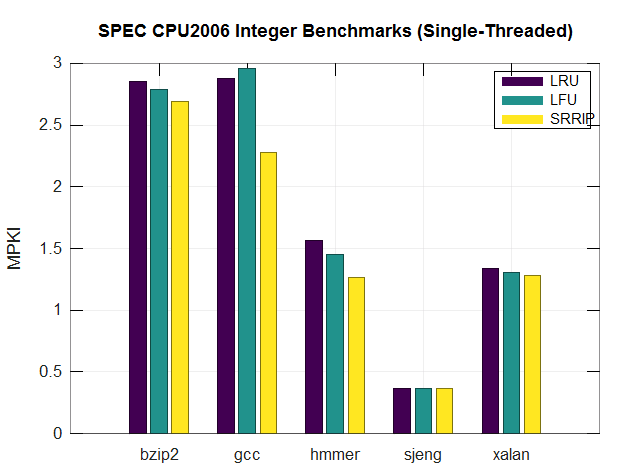 SPEC CPU2006 Integer Benchmarks (Single-Threaded)
LRU
LFU
SRRIP
3
2.5
2
1.5
1
0.5
0
MPKI
bzip2 gcc hmmer sjeng xalan